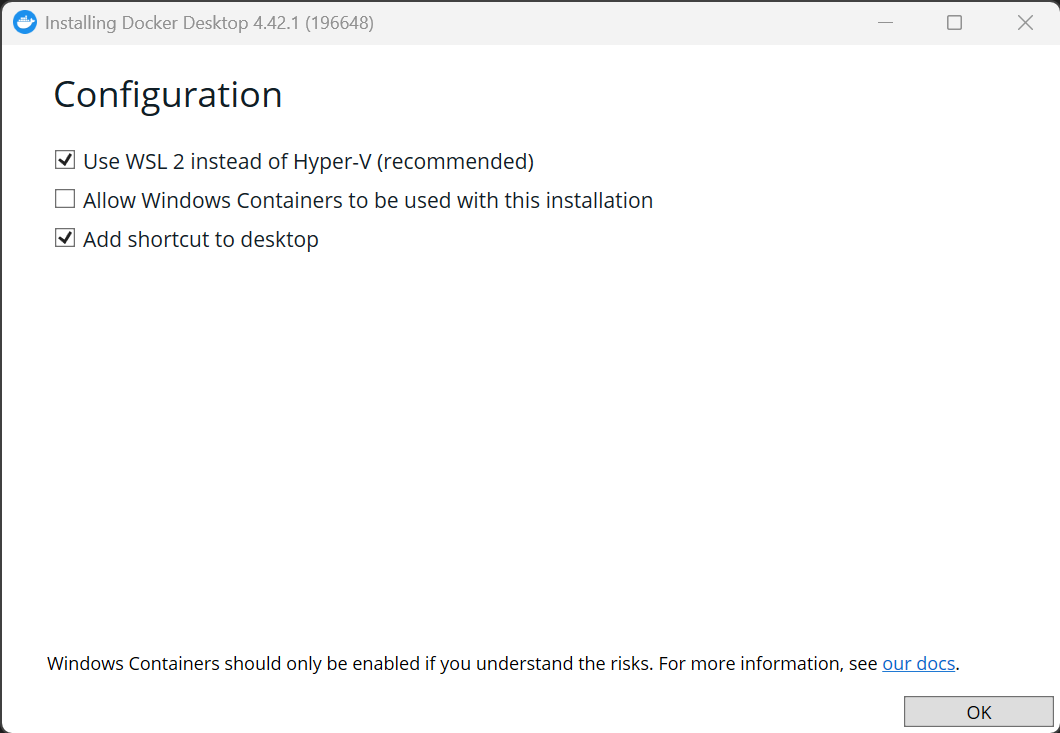 Installing Docker Desktop 4.42.1 (196648)
Configuration
Use WSL 2 instead of Hyper-V (recommended)
Allow Windows Containers to be used with this installation
Add shortcut to desktop
Windows Containers should only be enabled if you understand the risks. For more information, see our docs.
OK